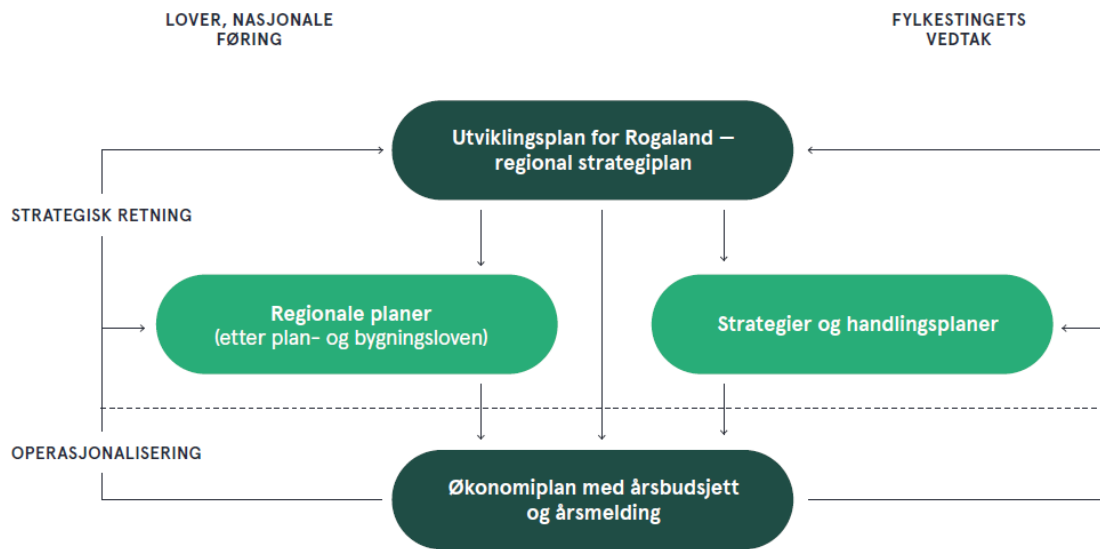 LOVER, NASJONALE
FØRING
FYLKESTINGETS
VEDTAK
Utviklingsplan for Rogaland —
regional strategiplan
STRATEGISK RETNING
Regionale planer
(etter plan- og bygningsloven)
Strategier og handlingsplaner
OPERASJONALISERING
Økonomiplan med årsbudsjett
og årsmelding